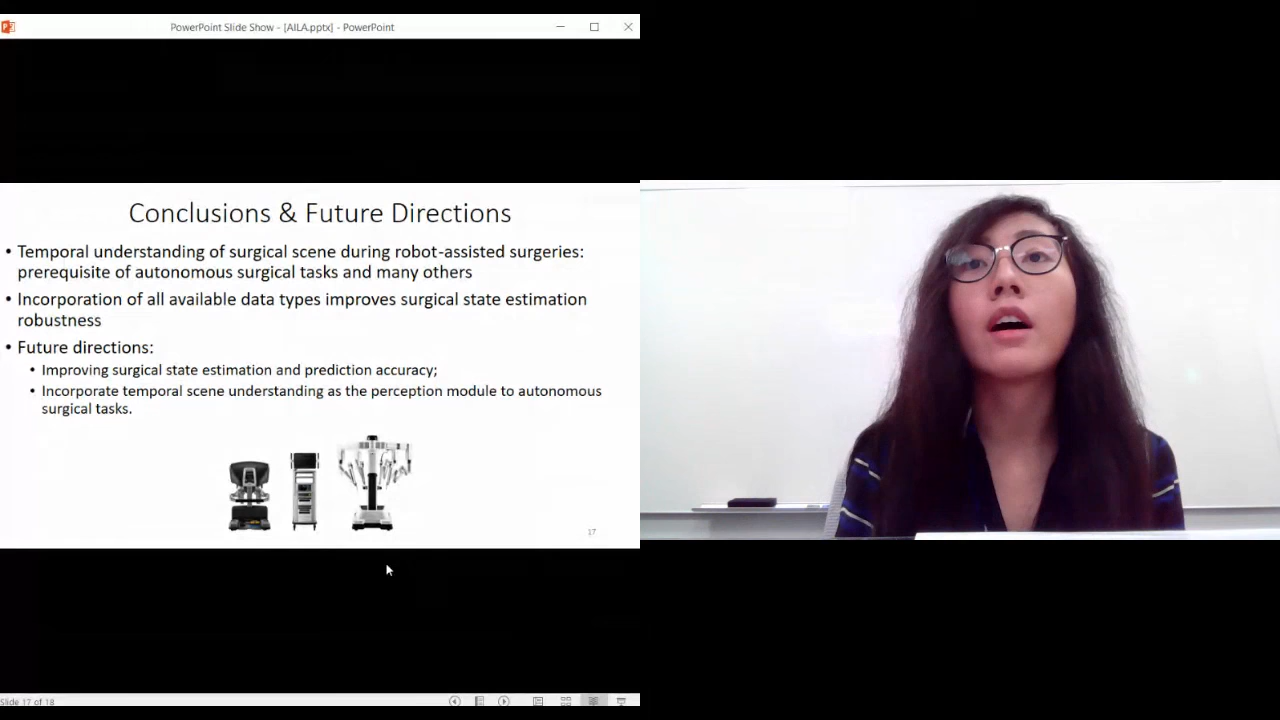 PowerPoint Slide Show - [AILA.pptx] - PowerPoint
Conclusions & Future Directions
• Temporal understanding of surgical scene during robot-assisted surgeries:
prerequisite of autonomous surgical tasks and many others
• Incorporation of all available data types improves surgical state estimation
robustness
• Future directions:
• Improving surgical state estimation and prediction accuracy;
• Incorporate temporal scene understanding as the perception module to autonomous
surgical tasks.
17
Slide 17 of 18